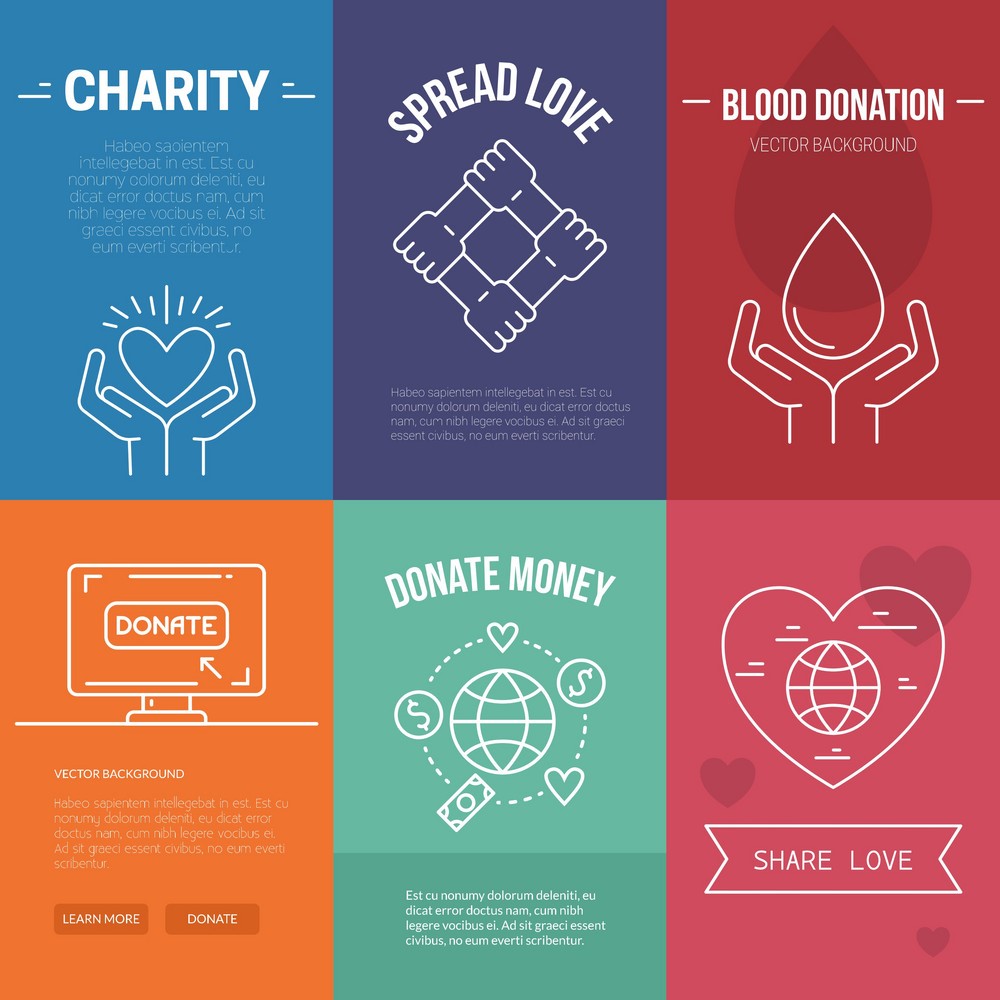 CHARITY
Habeo sapientem
intellegebat in est. Est cu
nonumy dolorum deleniti, eu
dicat error doctus nam, cum
nibh legere vocibus ei. Ad sit
graeci essent civibus, no
eum everti scribentur.
SPREAD LOVE
Habeo sapientem intellegebat in est. Est cu
nonumy dolorum deleniti, eu dicat error doctus
nam, cum nibh legere vocibus ei. Ad sit graeci
essent civibus, no eum everti scribentur.
BLOOD DONATION
VECTOR BACKGROUND
DONATE
VECTOR BACKGROUND
Habeo sapientem intellegebat in est. Est cu
nonumy dolorum deleniti, eu dicat error
doctus nam, cum nibh legere vocibus ei.
Ad sit graeci essent civibus, no eum everti
scribentur.
LEARN MORE
DONATE
DONATE MONEY
$
$
Est cu nonumy dolorum deleniti, eu
dicat error doctus nam, cum nibh
legere vocibus ei. Ad sit graeci essent
civibus, no eum everti scribentur.
SHARE LOVE